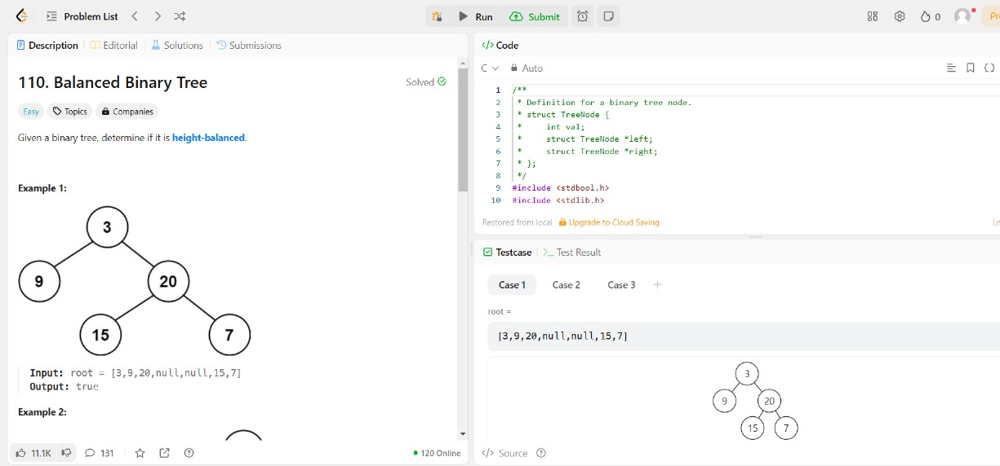 Problem List
Run
Submit
0
Pr
Description
Editorial
Solutions
Submissions
110. Balanced Binary Tree
Solved
Easy
Topics
Companies
Given a binary tree, determine if it is height-balanced.
Example 1:
3
9
20
15
7
Input: root = [3,9,20,null,null,15,7]
Output: true
Example 2:
11.1K
131
120 Online
</> Code
C
Auto
1 /**
2 * Definition for a binary tree node.
3 * struct TreeNode {
4 * int val;
5 * struct TreeNode *left;
6 * struct TreeNode *right;
7 * };
8 */
9 #include <stdbool.h>
10 #include <stdlib.h>
Restored from local
Upgrade to Cloud Saving
Ln
Testcase
Test Result
Case 1
Case 2
Case 3
root =
[3,9,20,null,null,15,7]
3
9
20
15
7
</> Source